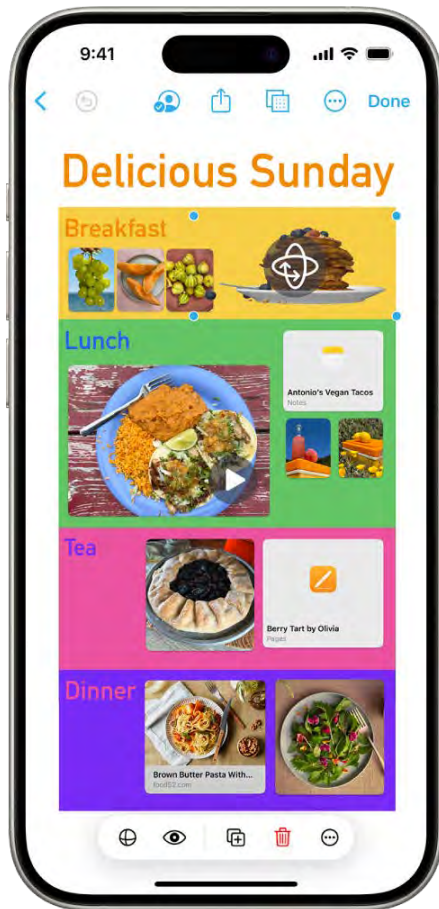 9:41
Done
Delicious Sunday
Breakfast
Lunch
Antonio's Vegan Tacos
Notes
Tea
Berry Tart by Olivia
Pages
Dinner
Brown Butter Pasta With...
food52.com